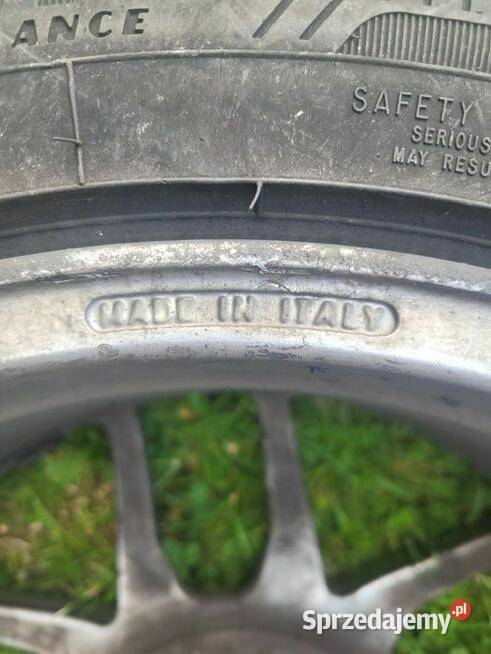 ANCE
SAFETY
SERIOUS
MAY RESU
MADE IN ITALY
Sprzedajemy.pl